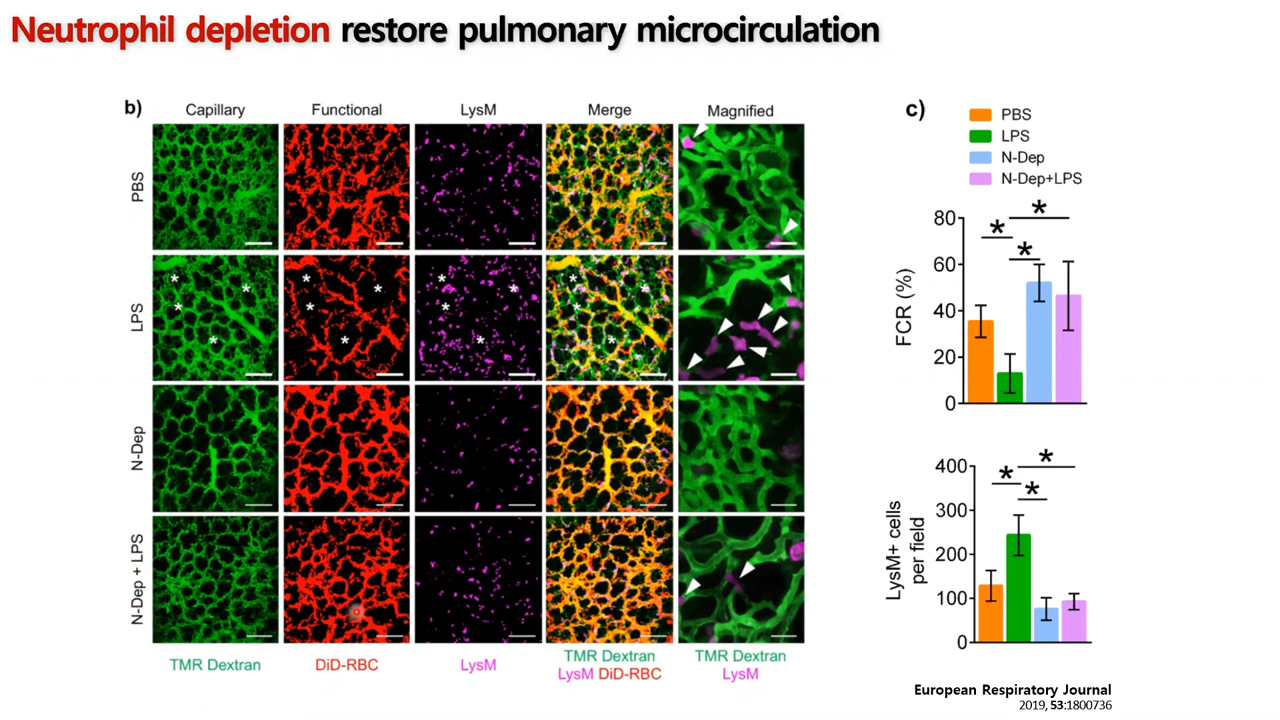 Neutrophil depletion restore pulmonary microcirculation
b)
Capillary Functional LysM Merge Magnified
PBS
LPS
* * * * * * * * * * * * * * * *
N-Dep
N-Dep + LPS
TMR Dextran DiD-RBC LysM TMR Dextran LysM DiD-RBC TMR Dextran LysM
c)
PBS
LPS
N-Dep
N-Dep+LPS
FCR (%)
80
60
40
20
0
* * *
LysM+ cells
per field
400
300
200
100
0
* * *
European Respiratory Journal
2019, 53:1800736